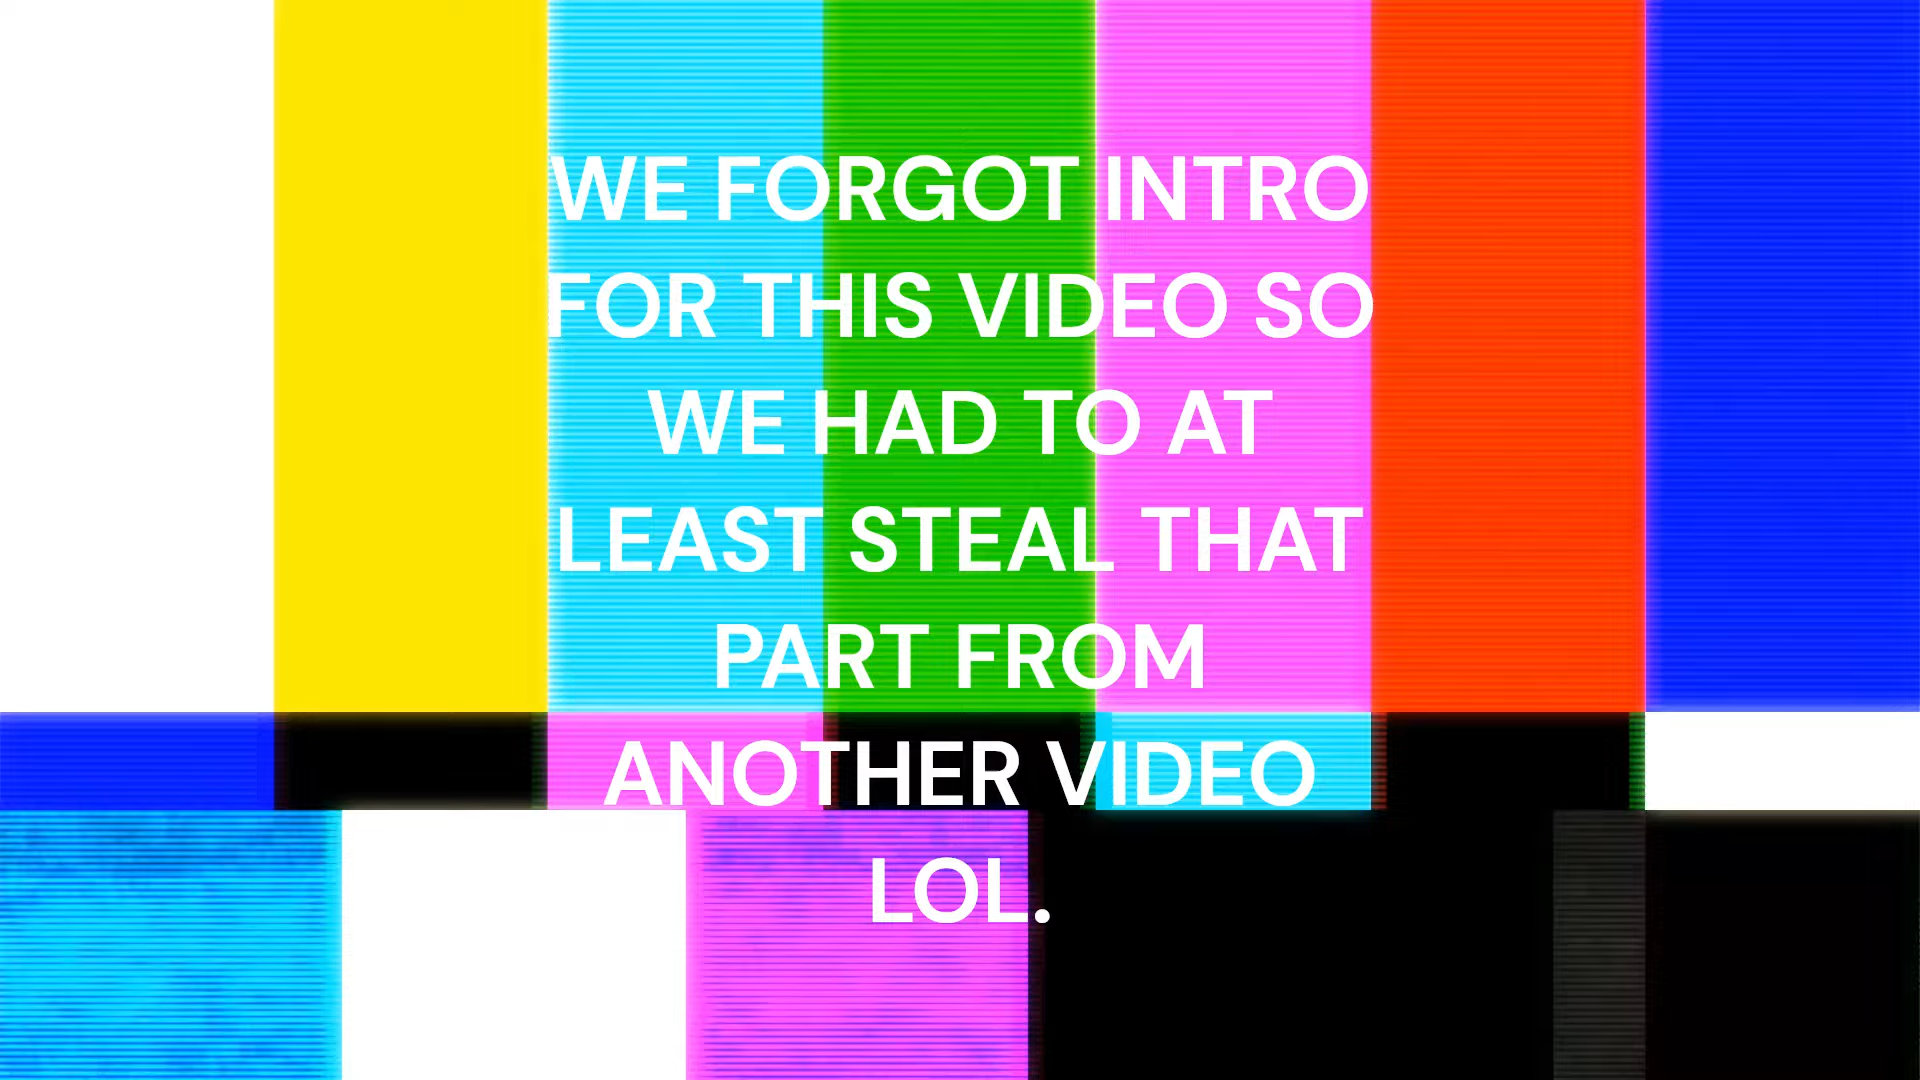 WE FORGOT INTRO
FOR THIS VIDEO SO
WE HAD TO AT
LEAST STEAL THAT
PART FROM
ANOTHER VIDEO
LOL.